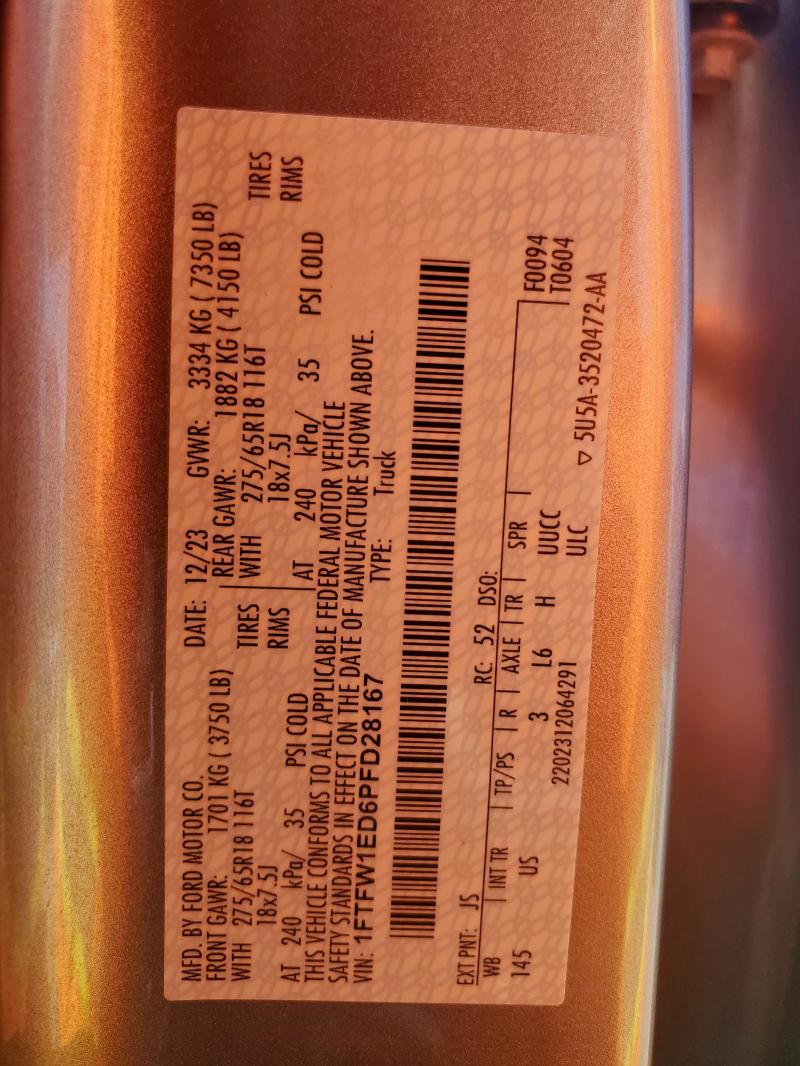 MFD. BY FORD MOTOR CO. DATE: 12/23 GVWR: 3334 KG ( 7350 LB)
FRONT GAWR: 1701 KG ( 3750 LB) REAR GAWR: 1882 KG ( 4150 LB)
WITH 275/65R18 116T TIRES WITH 275/65R18 116T TIRES
18x7.5J RIMS 18x7.5J RIMS
AT 240 kPa/ 35 PSI COLD AT 240 kPa/ 35 PSI COLD
THIS VEHICLE CONFORMS TO ALL APPLICABLE FEDERAL MOTOR VEHICLE
SAFETY STANDARDS IN EFFECT ON THE DATE OF MANUFACTURE SHOWN ABOVE.
VIN: 1FTFW1ED6PFD28167 TYPE: Truck
EXT PNT: JS RC: 52 DSO:
WB INT TR TP/PS R AXLE TR SPR F0094
145 US 3 L6 H UUCC T0604
2202312064291 ULC ▽ 5U5A-3520472-AA